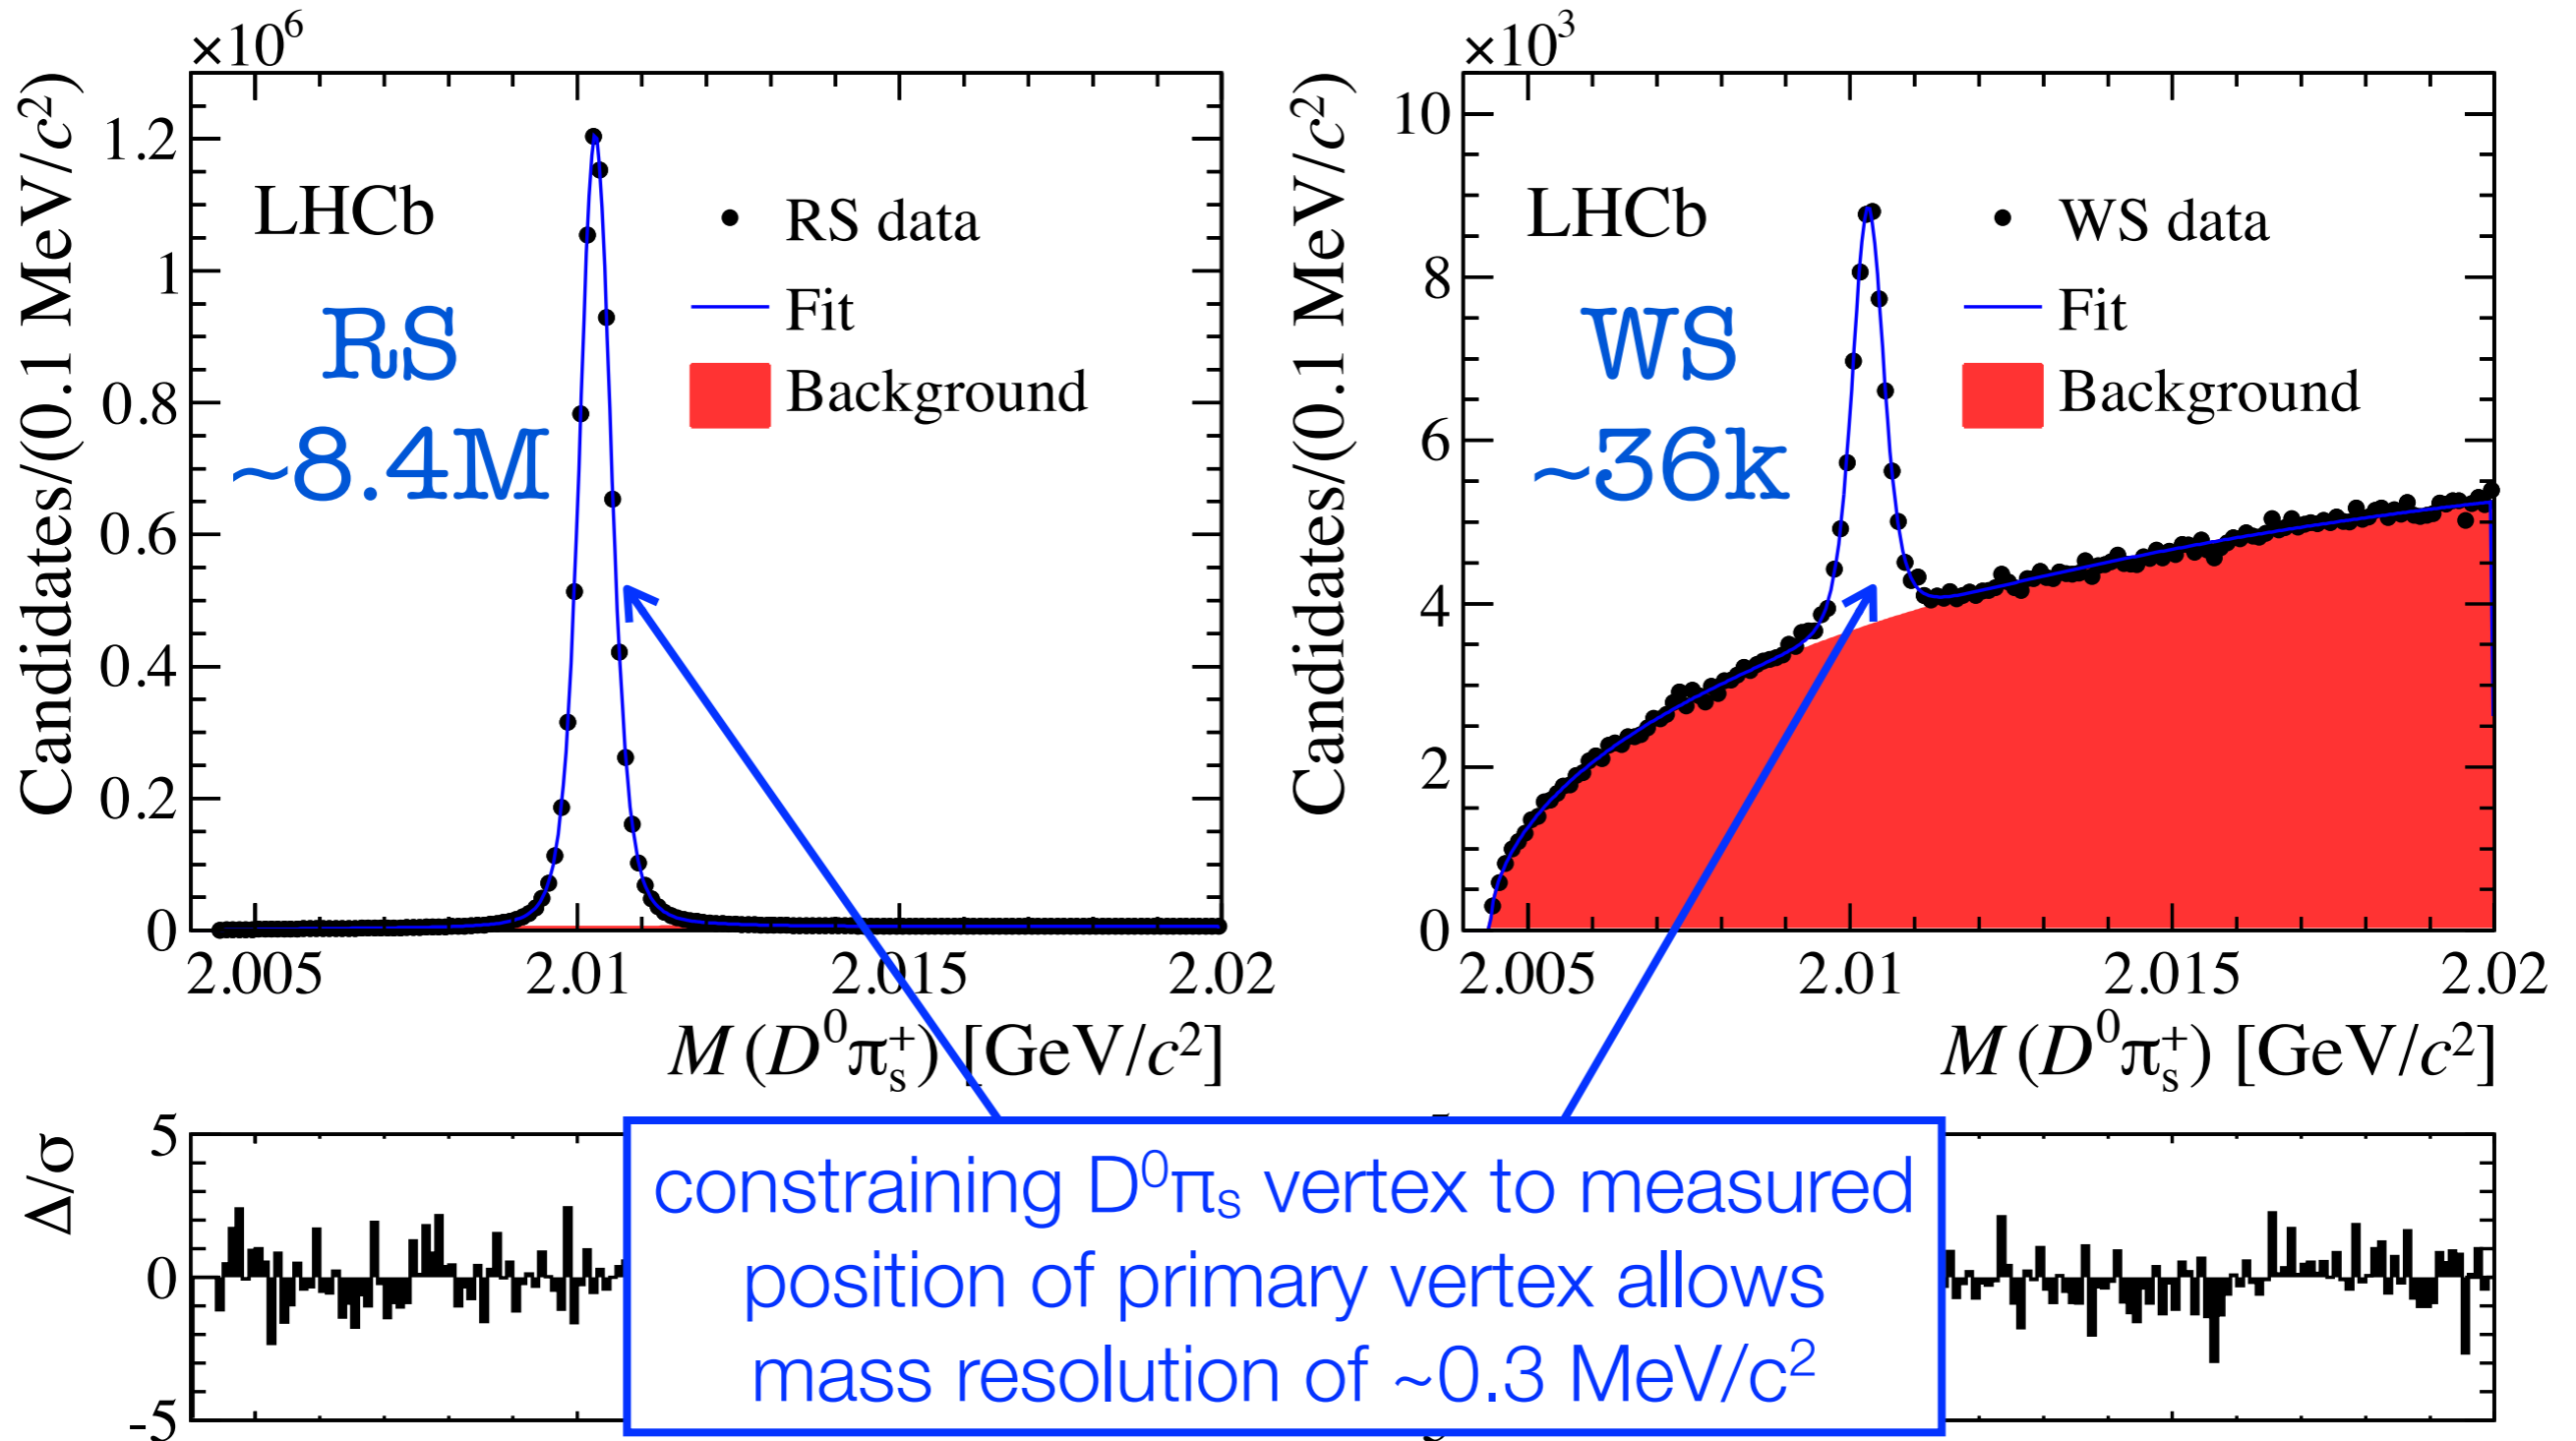 ×10⁶
Candidates/(0.1 MeV/c²)
1.2
1
0.8
0.6
0.4
0.2
0
LHCb
RS
~8.4M
RS data
Fit
Background
2.005
2.01
2.015
2.02
M(D⁰πₛ⁺) [GeV/c²]
×10³
Candidates/(0.1 MeV/c²)
10
8
6
4
2
0
LHCb
WS
~36k
WS data
Fit
Background
2.005
2.01
2.015
2.02
M(D⁰πₛ⁺) [GeV/c²]
Δ/σ
5
0
-5
constraining D⁰πₛ vertex to measured
position of primary vertex allows
mass resolution of ~0.3 MeV/c²